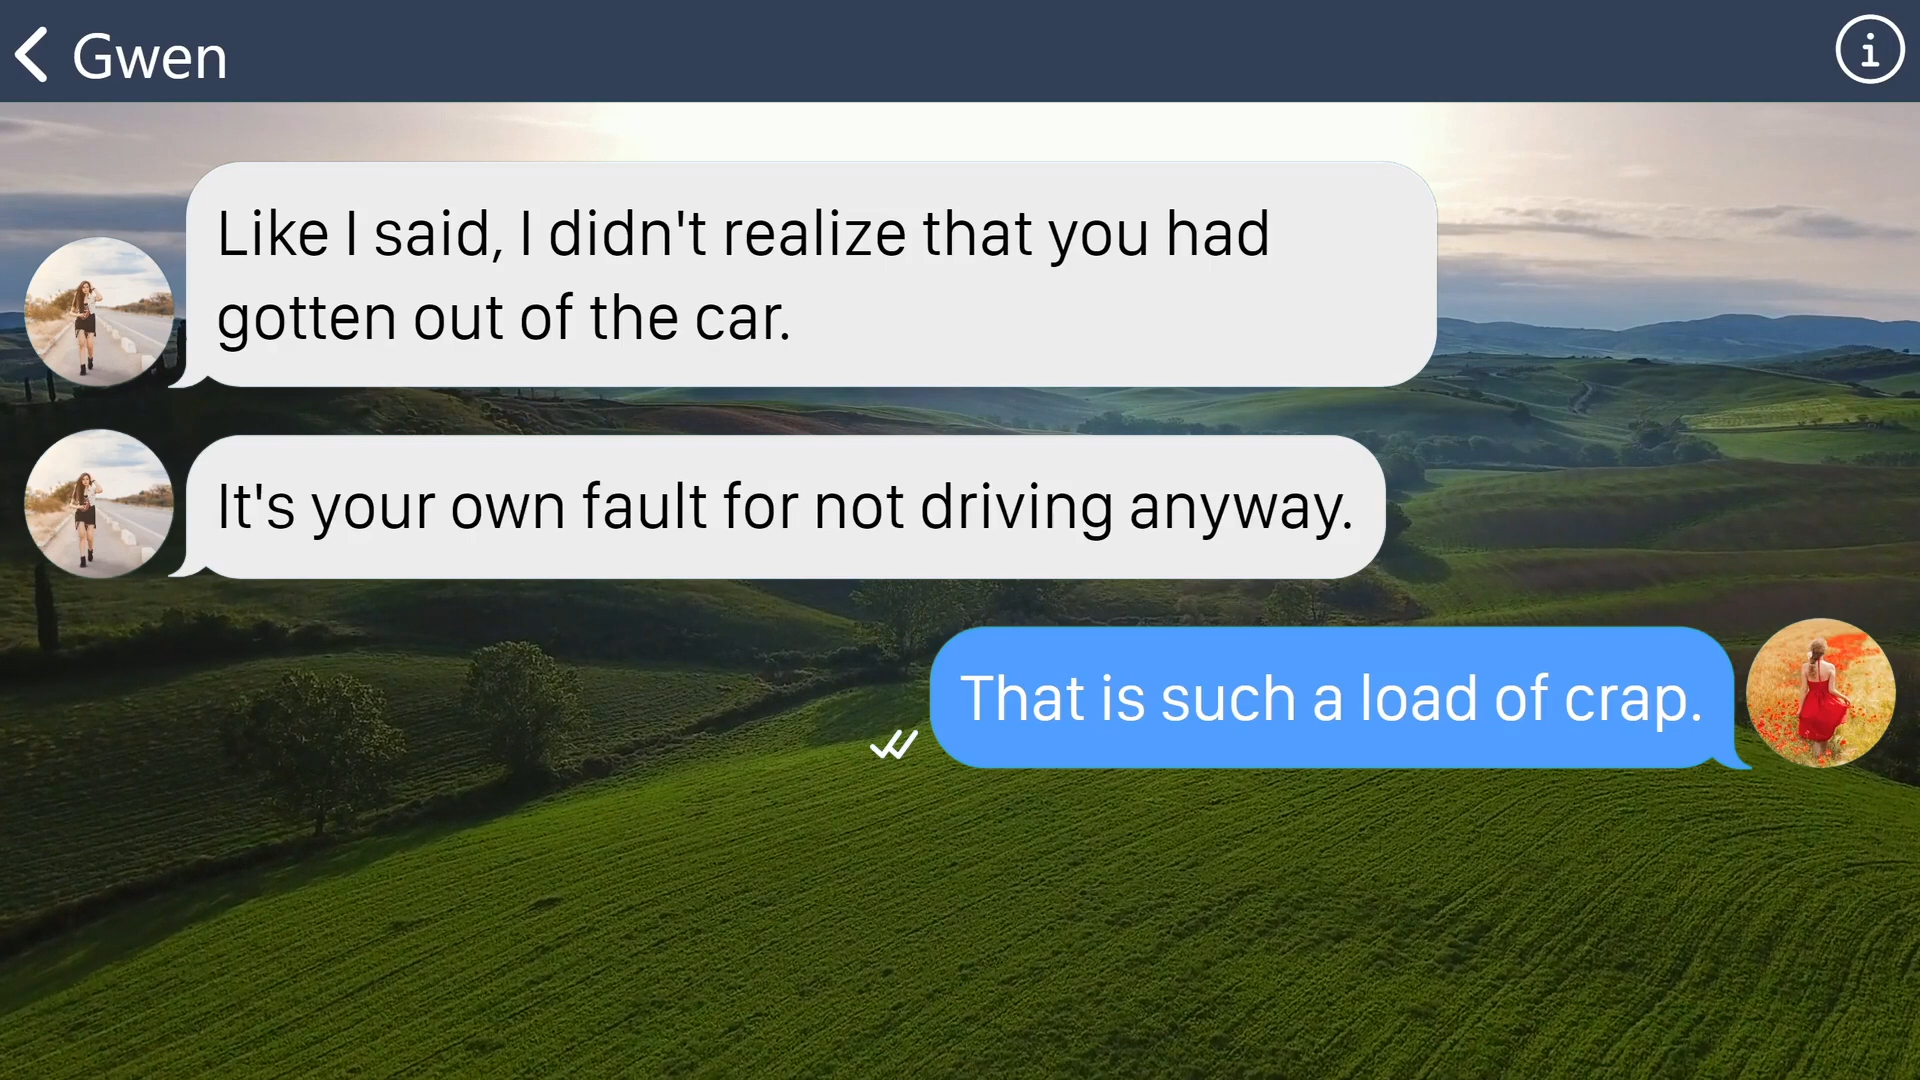 Gwen
Like I said, I didn't realize that you had
gotten out of the car.
It's your own fault for not driving anyway.
That is such a load of crap.